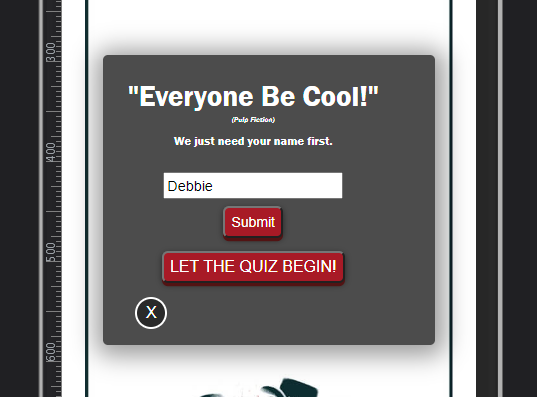 "Everyone Be Cool!"
(Pulp Fiction)
We just need your name first.
Debbie
Submit
LET THE QUIZ BEGIN!
X
300
400
500
600